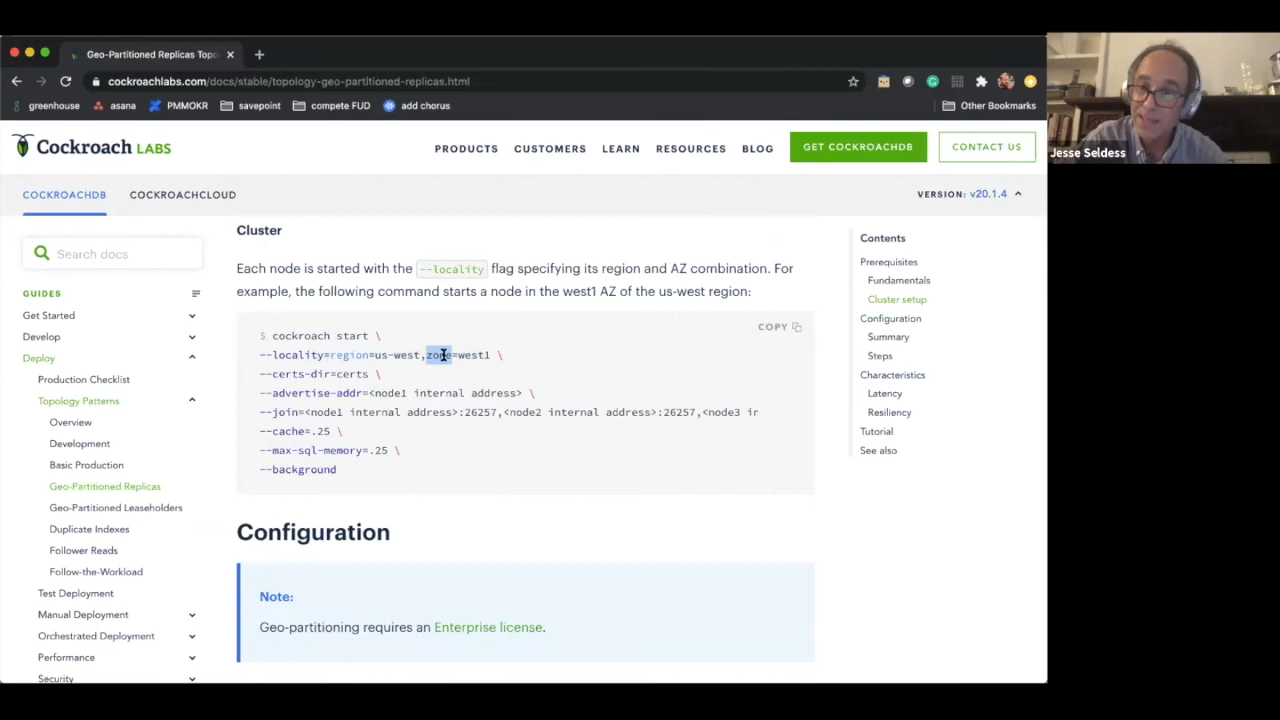 Geo-Partitioned Replicas Topo
cockroachlabs.com/docs/stable/topology-geo-partitioned-replicas.html
greenhouse asana PMMOKR savepoint compete FUD add chorus Other Bookmarks
Cockroach LABS
PRODUCTS CUSTOMERS LEARN RESOURCES BLOG GET COCKROACHDB CONTACT US
Jesse Seldess
COCKROACHDB COCKROACHCLOUD VERSION: v20.1.4
Search docs
GUIDES
Get Started
Develop
Deploy
Production Checklist
Topology Patterns
Overview
Development
Basic Production
Geo-Partitioned Replicas
Geo-Partitioned Leaseholders
Duplicate Indexes
Follower Reads
Follow-the-Workload
Test Deployment
Manual Deployment
Orchestrated Deployment
Performance
Security
Cluster
Each node is started with the --locality flag specifying its region and AZ combination. For
example, the following command starts a node in the west1 AZ of the us-west region:
COPY
$ cockroach start \
--locality=region=us-west,zone=west1 \
--certs-dir=certs \
--advertise-addr=<node1 internal address> \
--join=<node1 internal address>:26257,<node2 internal address>:26257,<node3 ir
--cache=.25 \
--max-sql-memory=.25 \
--background
Configuration
Note:
Geo-partitioning requires an Enterprise license.
Contents
Prerequisites
Fundamentals
Cluster setup
Configuration
Summary
Steps
Characteristics
Latency
Resiliency
Tutorial
See also